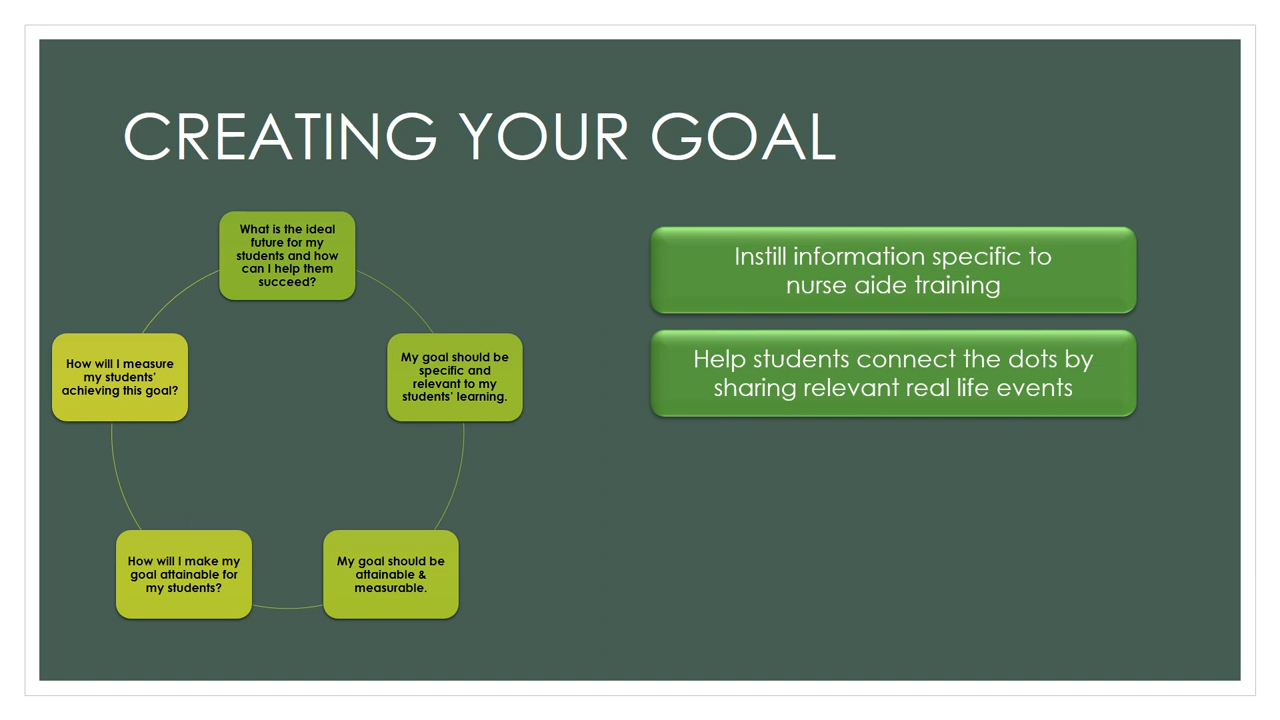 CREATING YOUR GOAL
What is the ideal
future for my
students and how
can I help them
succeed?
My goal should be
specific and
relevant to my
students' learning.
My goal should be
attainable &
measurable.
How will I make my
goal attainable for
my students?
How will I measure
my students'
achieving this goal?
Instill information specific to
nurse aide training
Help students connect the dots by
sharing relevant real life events